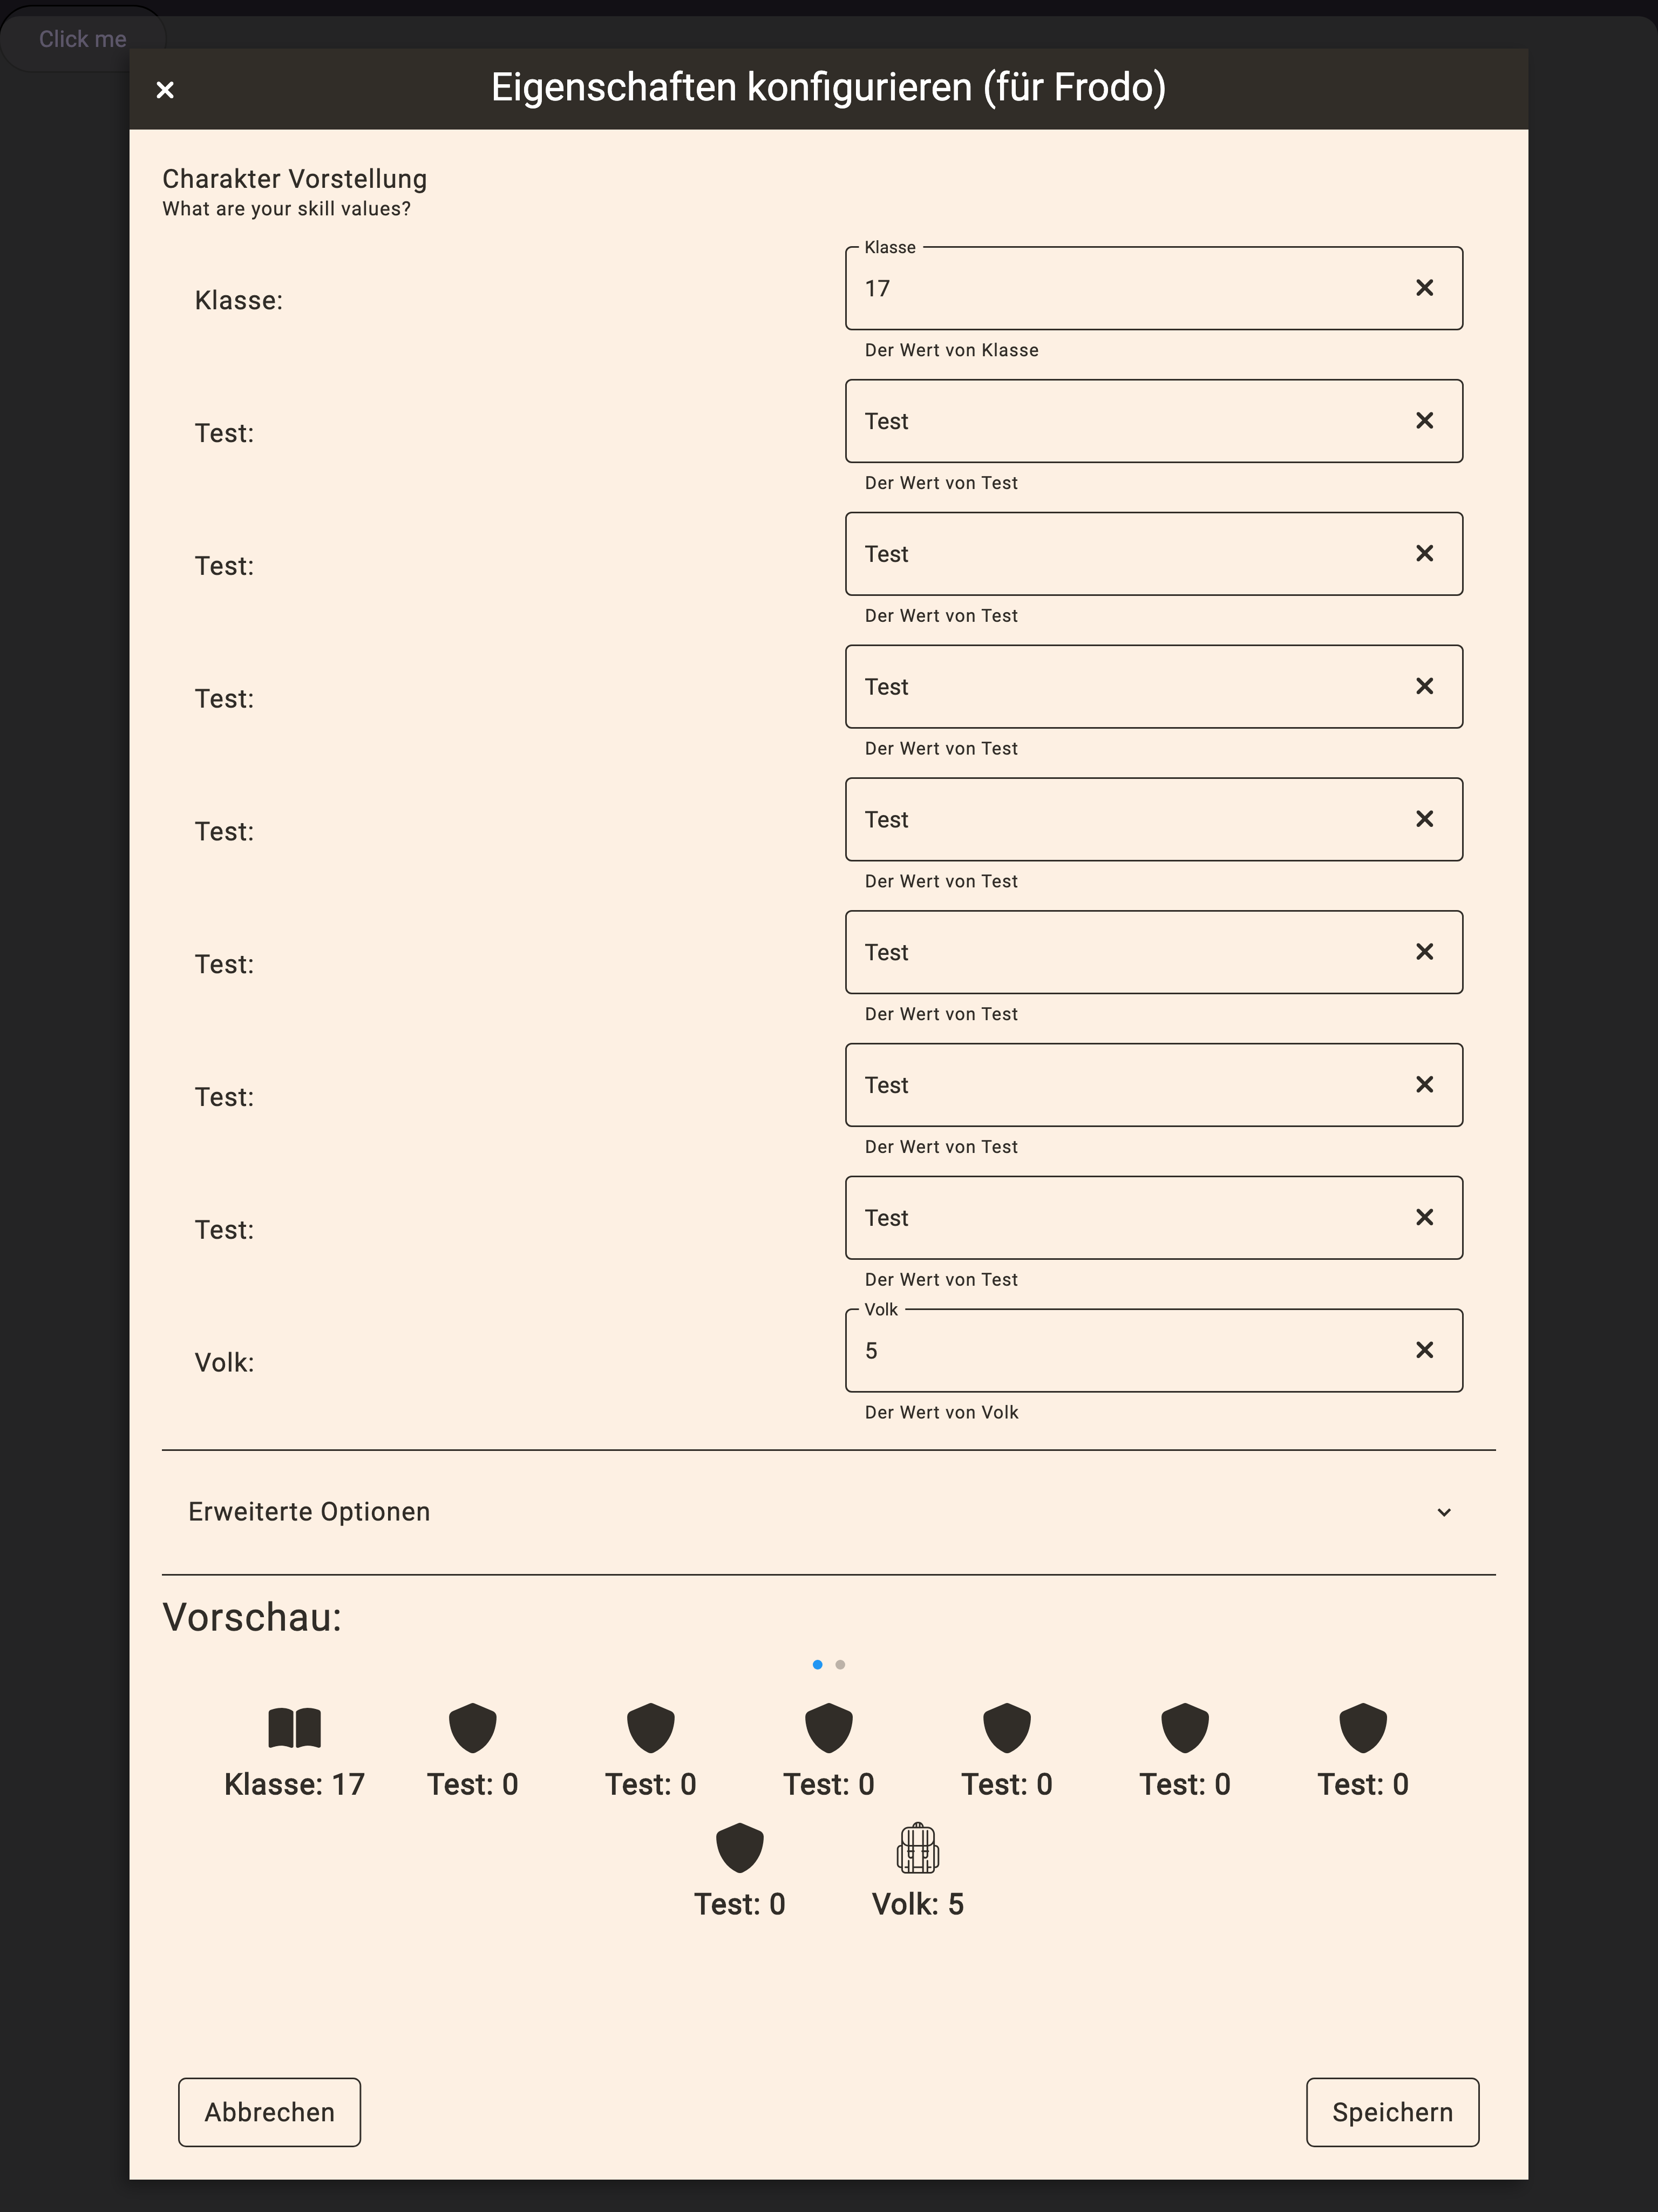 Click me
Eigenschaften konfigurieren (für Frodo)
Charakter Vorstellung
What are your skill values?
Klasse:
Klasse
17
Der Wert von Klasse
Test:
Test
Der Wert von Test
Test:
Test
Der Wert von Test
Test:
Test
Der Wert von Test
Test:
Test
Der Wert von Test
Test:
Test
Der Wert von Test
Test:
Test
Der Wert von Test
Test:
Test
Der Wert von Test
Volk:
Volk
5
Der Wert von Volk
Erweiterte Optionen
Vorschau:
Klasse: 17 Test: 0 Test: 0 Test: 0 Test: 0 Test: 0 Test: 0
Test: 0 Volk: 5
Abbrechen Speichern